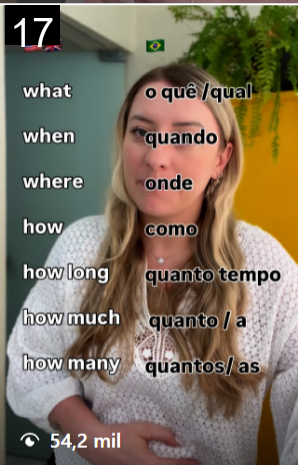 17
what o quê /qual
when quando
where onde
how como
how long quanto tempo
how much quanto / a
how many quantos/ as
54,2 mil